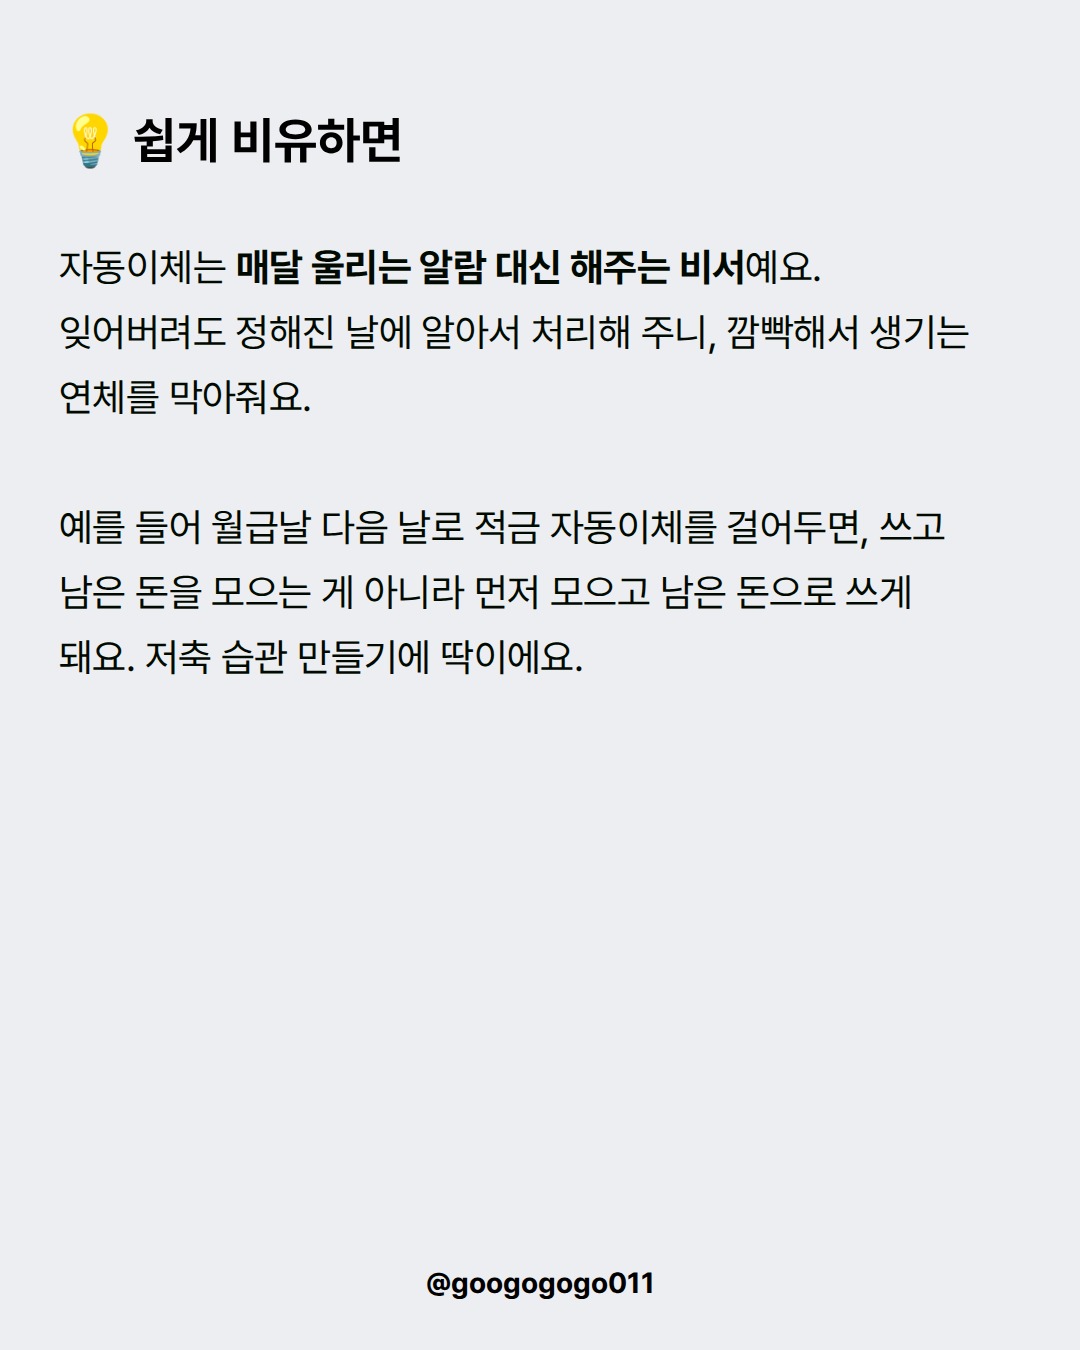 💡 쉽게 비유하면
자동이체는 매달 울리는 알람 대신 해주는 비서예요.
잊어버려도 정해진 날에 알아서 처리해 주니, 깜빡해서 생기는
연체를 막아줘요.
예를 들어 월급날 다음 날로 적금 자동이체를 걸어두면, 쓰고
남은 돈을 모으는 게 아니라 먼저 모으고 남은 돈으로 쓰게
돼요. 저축 습관 만들기에 딱이에요.
@googogogo011